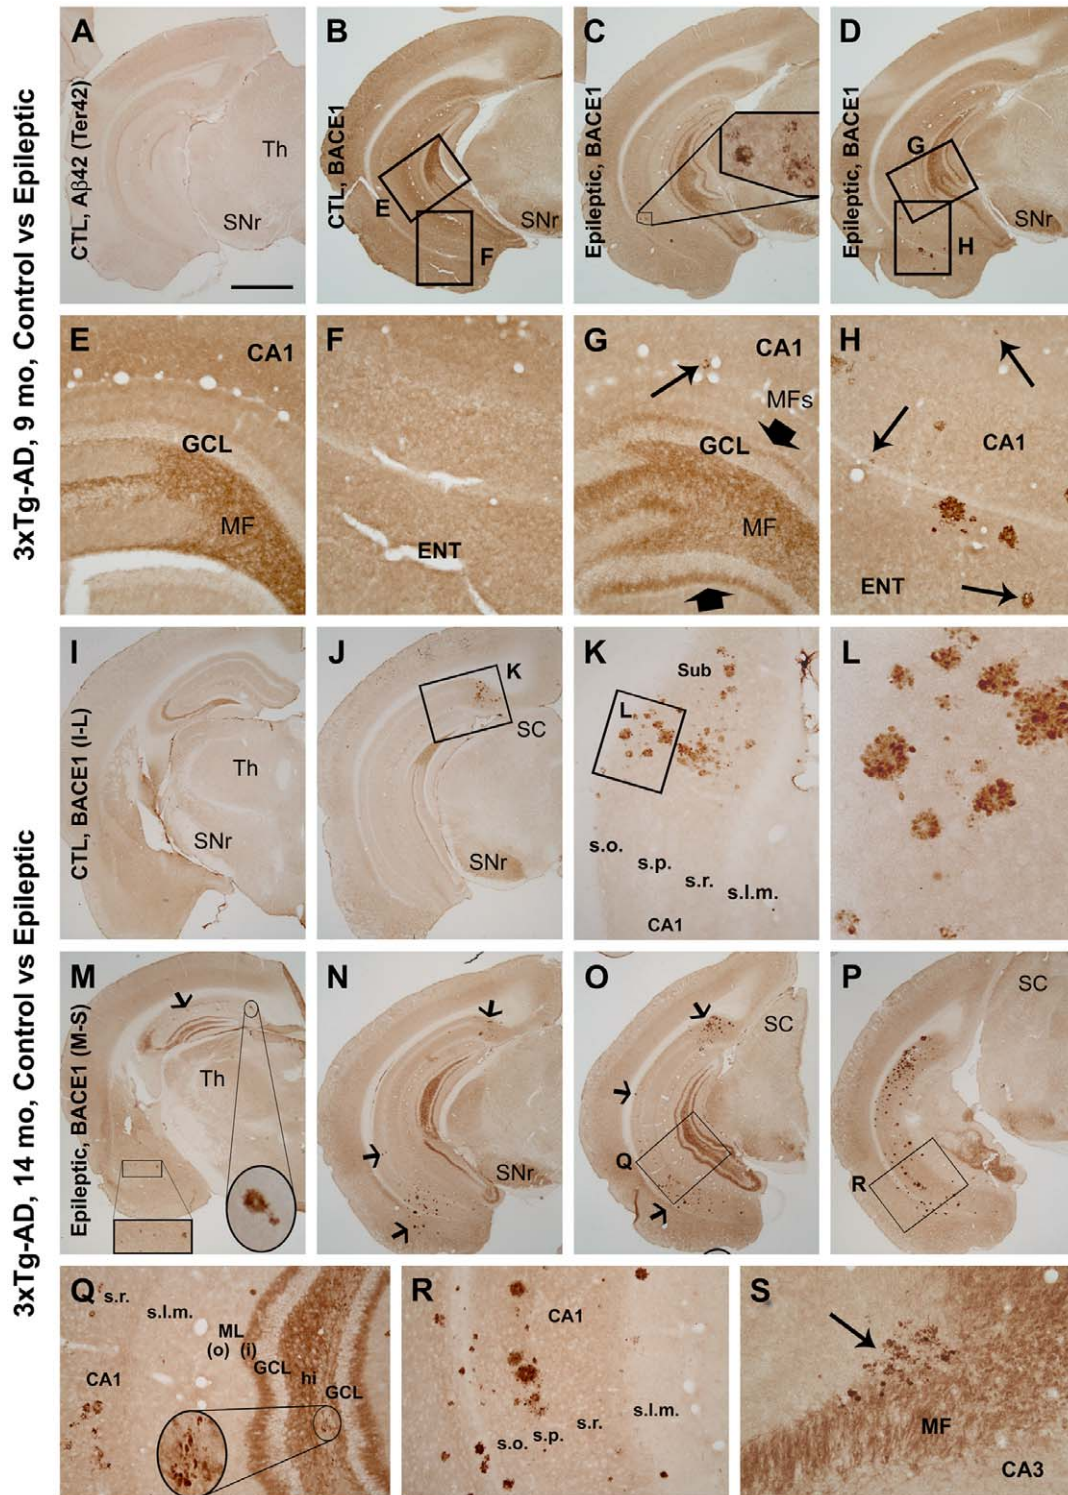 3xTg-AD, 9 mo, Control vs Epileptic
A
CTL, Aβ42 (Ter42)
Th
SNr
B
CTL, BACE1
E
F
SNr
C
Epileptic, BACE1
D
Epileptic, BACE1
G
H
SNr
E
CA1
GCL
MF
F
ENT
G
CA1
MFs
GCL
MF
H
CA1
ENT
3xTg-AD, 14 mo, Control vs Epileptic
I
CTL, BACE1 (I-L)
Th
SNr
J
K
SC
SNr
K
Sub
L
s.o.
s.p.
s.r.
s.l.m.
CA1
L
M
Epileptic, BACE1 (M-S)
Th
N
SNr
O
SC
Q
P
SC
R
Q
s.r.
s.l.m.
ML
(o) (i)
GCL
hi
GCL
CA1
R
CA1
s.l.m.
s.r.
s.p.
s.o.
S
MF
CA3